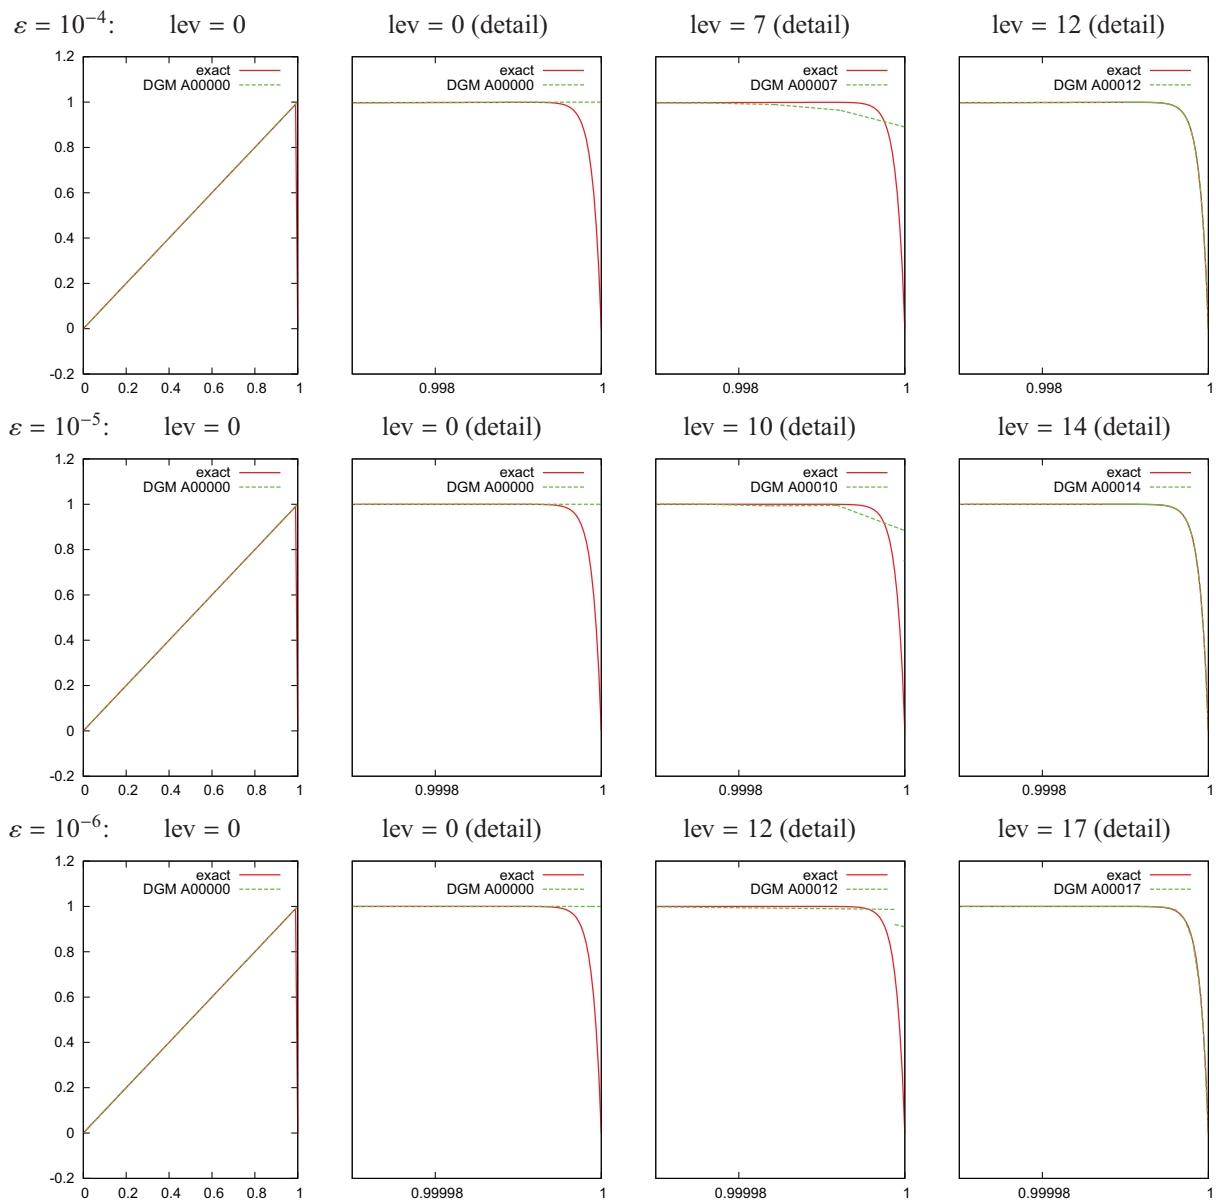 ε = 10⁻⁴: lev = 0 lev = 0 (detail) lev = 7 (detail) lev = 12 (detail)
1.2
1
0.8
0.6
0.4
0.2
0
-0.2
exact
DGM A00000
exact
DGM A00000
exact
DGM A00007
exact
DGM A00012
0 0.2 0.4 0.6 0.8 1 0.998 1 0.998 1 0.998 1
ε = 10⁻⁵: lev = 0 lev = 0 (detail) lev = 10 (detail) lev = 14 (detail)
1.2
1
0.8
0.6
0.4
0.2
0
-0.2
exact
DGM A00000
exact
DGM A00000
exact
DGM A00010
exact
DGM A00014
0 0.2 0.4 0.6 0.8 1 0.9998 1 0.9998 1 0.9998 1
ε = 10⁻⁶: lev = 0 lev = 0 (detail) lev = 12 (detail) lev = 17 (detail)
1.2
1
0.8
0.6
0.4
0.2
0
-0.2
exact
DGM A00000
exact
DGM A00000
exact
DGM A00012
exact
DGM A00017
0 0.2 0.4 0.6 0.8 1 0.99998 1 0.99998 1 0.99998 1